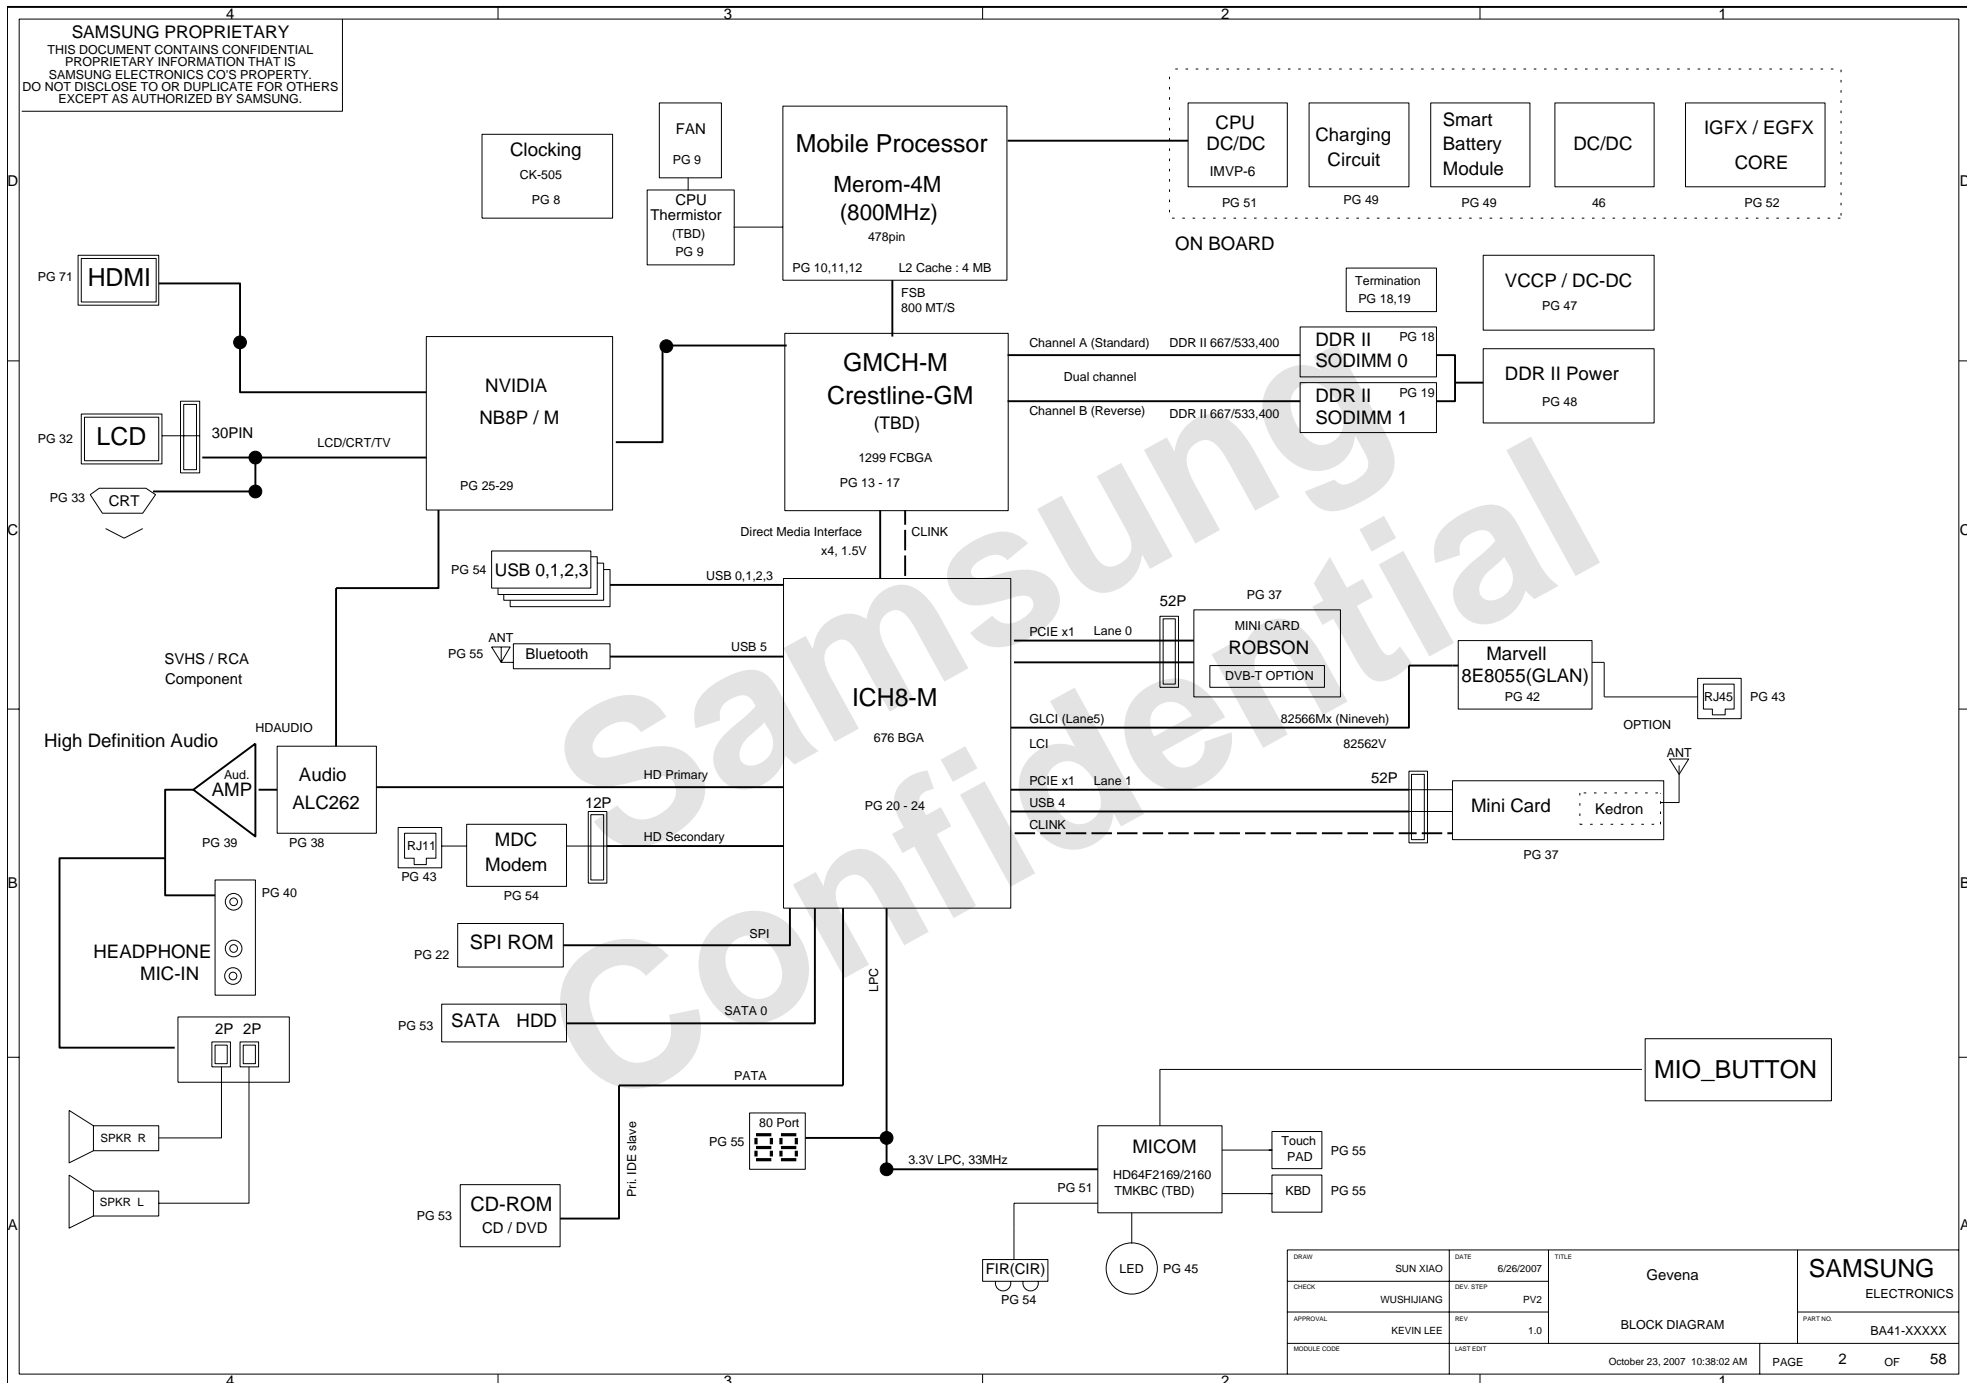 4 3 2 1
SAMSUNG PROPRIETARY
THIS DOCUMENT CONTAINS CONFIDENTIAL
PROPRIETARY INFORMATION THAT IS
SAMSUNG ELECTRONICS CO'S PROPERTY.
DO NOT DISCLOSE TO OR DUPLICATE FOR OTHERS
EXCEPT AS AUTHORIZED BY SAMSUNG.
D
D
Clocking
CK-505
PG 8
FAN
PG 9
CPU
Thermistor
(TBD)
PG 9
Mobile Processor
Merom-4M
(800MHz)
478pin
PG 10,11,12 L2 Cache : 4 MB
CPU
DC/DC
IMVP-6
PG 51
Charging
Circuit
PG 49
Smart
Battery
Module
PG 49
DC/DC
46
IGFX / EGFX
CORE
PG 52
ON BOARD
FSB
800 MT/S
Termination
PG 18,19
VCCP / DC-DC
PG 47
PG 71
HDMI
PG 32
LCD
30PIN
LCD/CRT/TV
PG 33
CRT
NVIDIA
NB8P / M
PG 25-29
GMCH-M
Crestline-GM
(TBD)
1299 FCBGA
PG 13 - 17
Channel A (Standard) DDR II 667/533,400
Dual channel
Channel B (Reverse) DDR II 667/533,400
DDR II PG 18
SODIMM 0
DDR II PG 19
SODIMM 1
DDR II Power
PG 48
C
C
Direct Media Interface
x4, 1.5V
CLINK
PG 54
USB 0,1,2,3
USB 0,1,2,3
ANT
PG 55
Bluetooth
USB 5
ICH8-M
676 BGA
PG 20 - 24
PCIE x1 Lane 0
52P
PG 37
MINI CARD
ROBSON
DVB-T OPTION
Marvell
8E8055(GLAN)
PG 42
RJ45
PG 43
OPTION
GLCI (Lane5) 82566Mx (Nineveh)
LCI 82562V
PCIE x1 Lane 1
USB 4
CLINK
52P
Mini Card
Kedron
ANT
PG 37
SVHS / RCA
Component
HDAUDIO
High Definition Audio
Aud.
AMP
PG 39
Audio
ALC262
PG 38
HD Primary
12P
RJ11
PG 43
MDC
Modem
PG 54
HD Secondary
B
B
PG 40
HEADPHONE
MIC-IN
2P 2P
SPKR R
SPKR L
PG 22
SPI ROM
SPI
PG 53
SATA HDD
SATA 0
PATA
Pri. IDE slave
LPC
PG 53
CD-ROM
CD / DVD
80 Port
88
PG 55
3.3V LPC, 33MHz
PG 51
MICOM
HD64F2169/2160
TMKBC (TBD)
MIO_BUTTON
Touch
PAD
PG 55
KBD
PG 55
FIR(CIR)
PG 54
LED
PG 45
A
A
Samsung
Confidential
DRAW
SUN XIAO
DATE
6/26/2007
TITLE
Gevena
BLOCK DIAGRAM
SAMSUNG
ELECTRONICS
CHECK
WUSHIJIANG
DEV. STEP
PV2
APPROVAL
KEVIN LEE
REV
1.0
PART NO.
BA41-XXXXX
MODULE CODE
LAST EDIT
October 23, 2007 10:38:02 AM
PAGE 2 OF 58
4 3 2 1